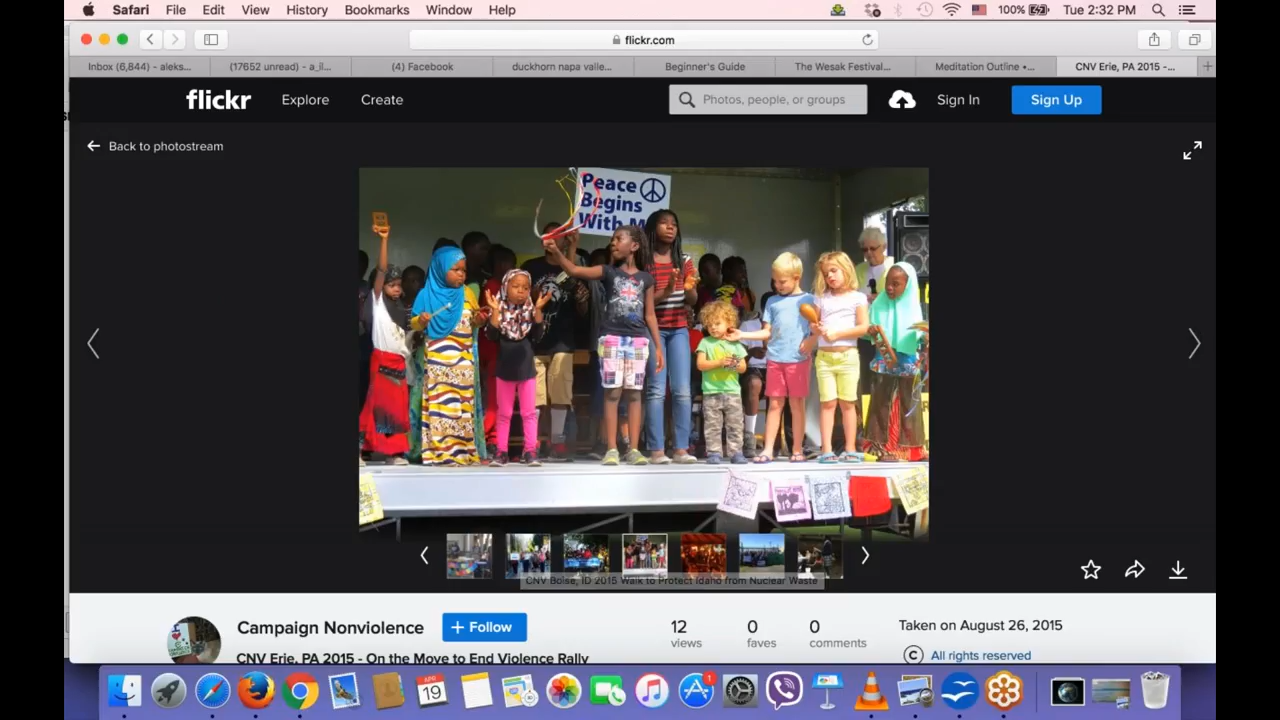 Safari File Edit View History Bookmarks Window Help 100% Tue 2:32 PM
flickr.com
Inbox (6,844) - aleks... (17652 unread) - a_il... (4) Facebook duckhorn napa valle... Beginner's Guide The Wesak Festival... Meditation Outline •... CNV Erie, PA 2015 -...
flickr Explore Create Photos, people, or groups Sign In Sign Up
Back to photostream
Peace
Begins
With M
CNV Boise, ID 2015 Walk to Protect Idaho from Nuclear Waste
Campaign Nonviolence + Follow 12 0 0 Taken on August 26, 2015
views faves comments
CNV Erie, PA 2015 - On the Move to End Violence Rally © All rights reserved
APR
19
1